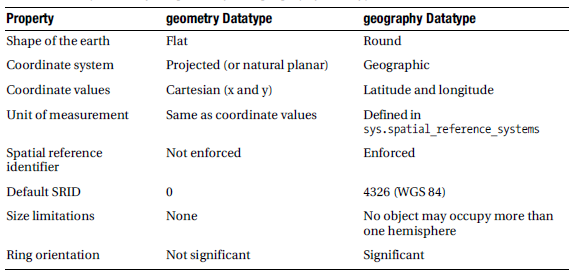 Property geometry Datatype geography Datatype
Shape of the earth Flat Round
Coordinate system Projected (or natural planar) Geographic
Coordinate values Cartesian (x and y) Latitude and longitude
Unit of measurement Same as coordinate values Defined in
sys.spatial_reference_systems
Spatial reference Not enforced Enforced
identifier
Default SRID 0 4326 (WGS 84)
Size limitations None No object may occupy more than
one hemisphere
Ring orientation Not significant Significant